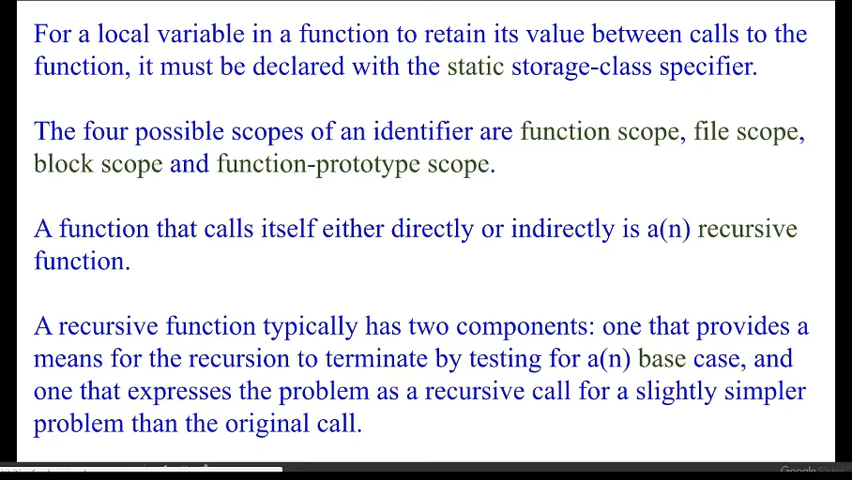 For a local variable in a function to retain its value between calls to the
function, it must be declared with the static storage-class specifier.
The four possible scopes of an identifier are function scope, file scope,
block scope and function-prototype scope.
A function that calls itself either directly or indirectly is a(n) recursive
function.
A recursive function typically has two components: one that provides a
means for the recursion to terminate by testing for a(n) base case, and
one that expresses the problem as a recursive call for a slightly simpler
problem than the original call.
Google Slides